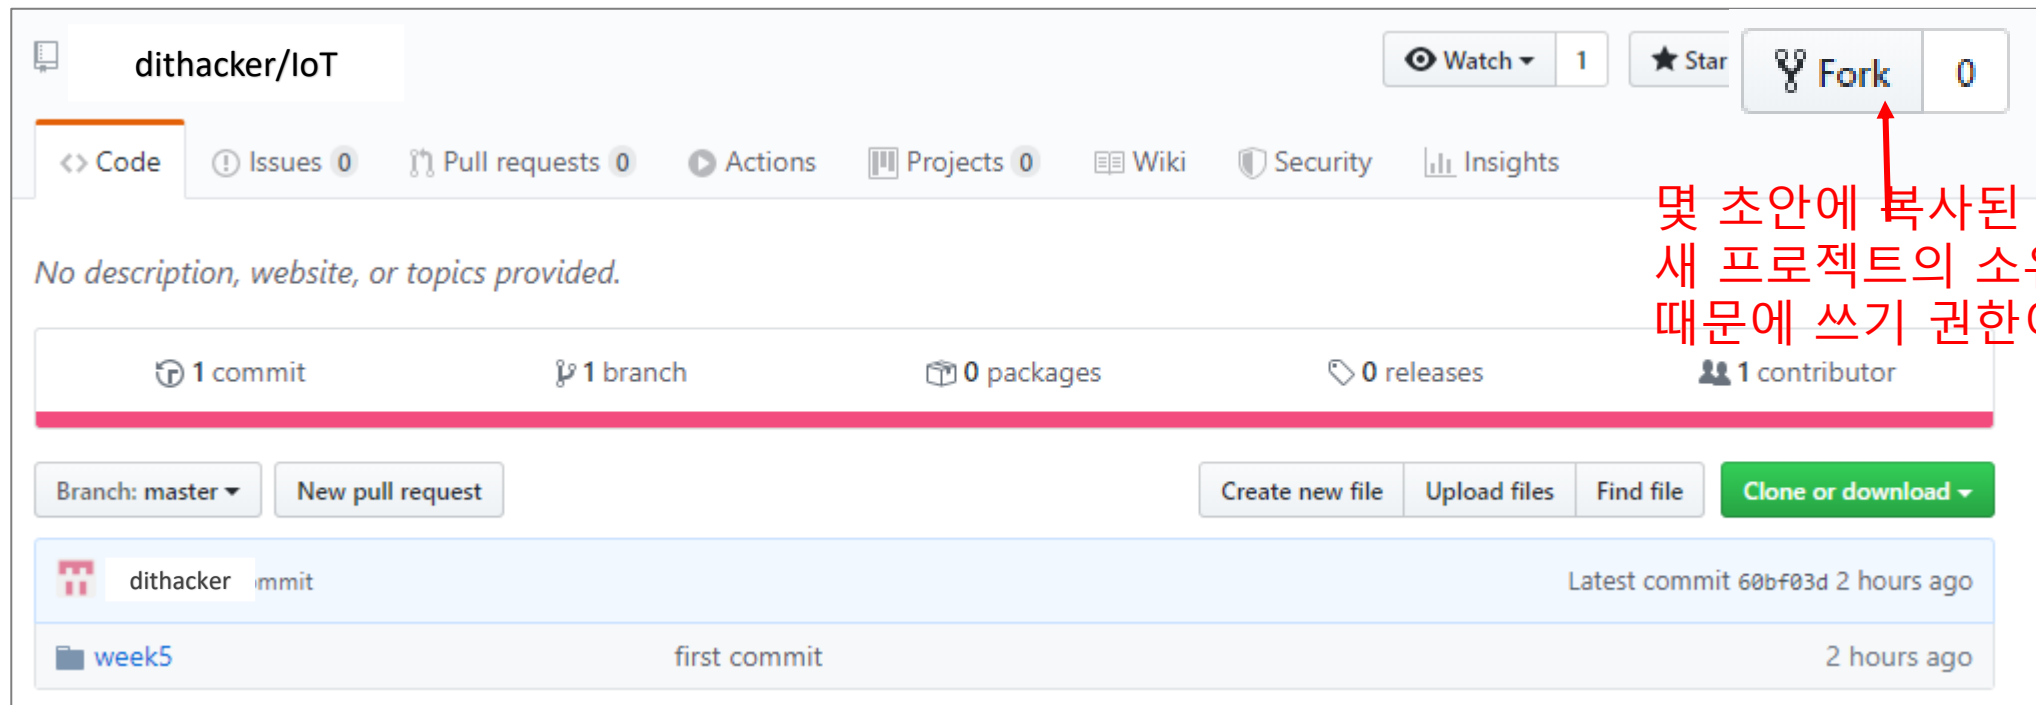 dithacker/IoT
Watch 1 Star Fork 0
Code Issues 0 Pull requests 0 Actions Projects 0 Wiki Security Insights
몇 초안에 복사된
새 프로젝트의
때문에 쓰기
No description, website, or topics provided.
1 commit 1 branch 0 packages 0 releases 1 contributor
Branch: master New pull request Create new file Upload files Find file Clone or download
dithacker Latest commit 60bf03d 2 hours ago
week5 first commit 2 hours ago